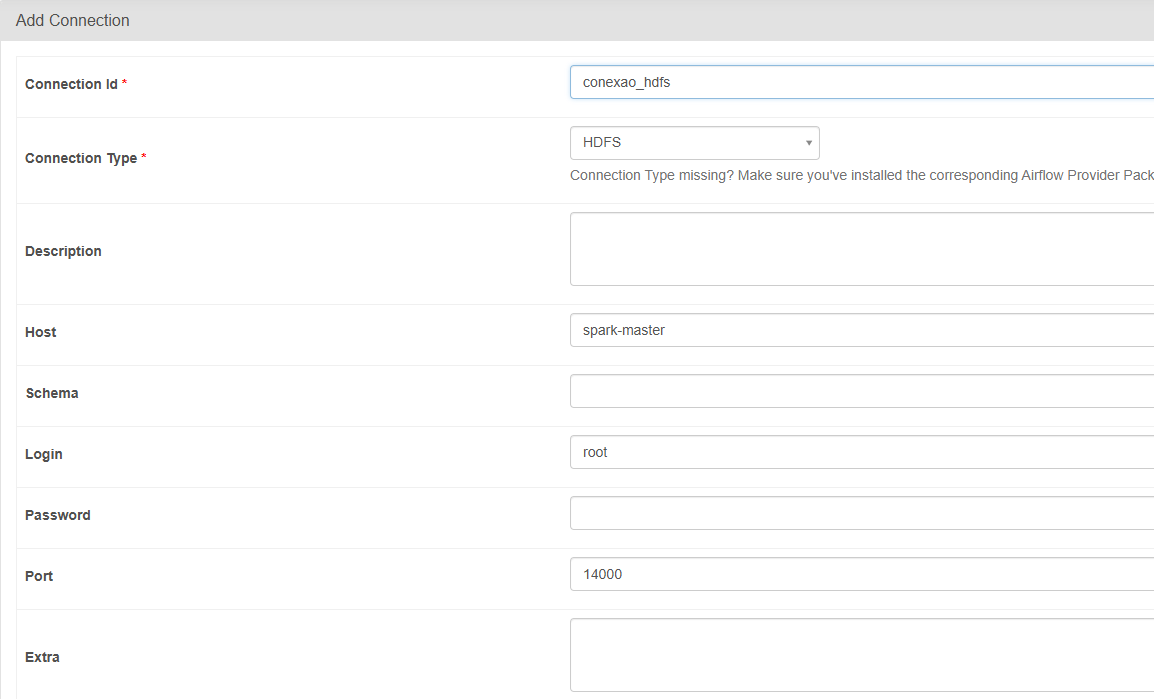 Add Connection
Connection Id *
conexao_hdfs
Connection Type *
HDFS
Connection Type missing? Make sure you've installed the corresponding Airflow Provider Pack
Description
Host
spark-master
Schema
Login
root
Password
Port
14000
Extra